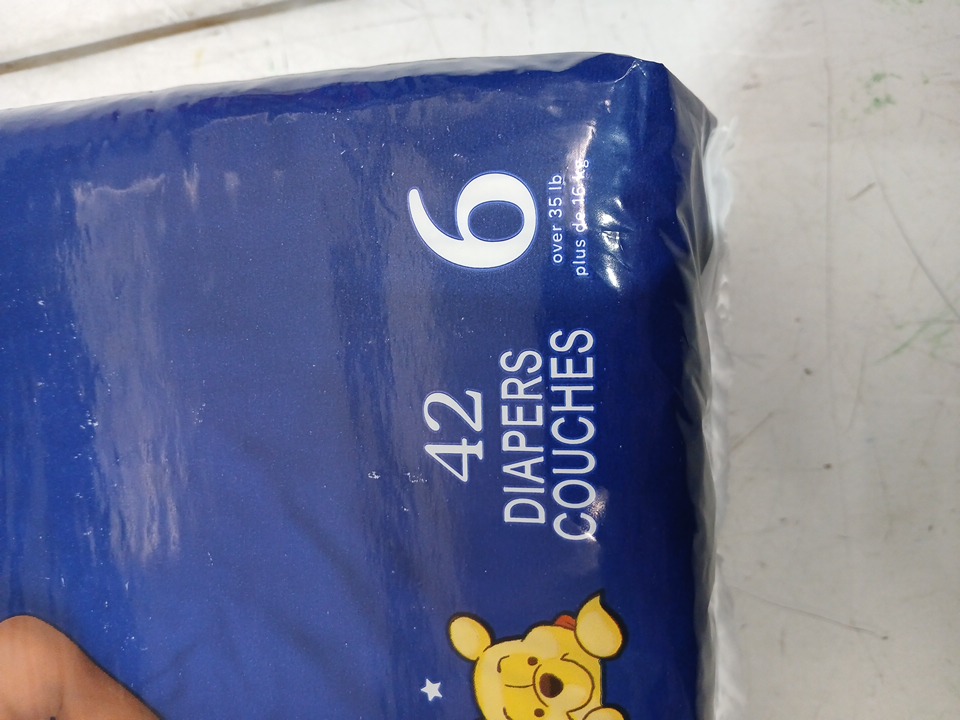 42
DIAPERS
COUCHES
6
over 35 lb
plus de 16 kg